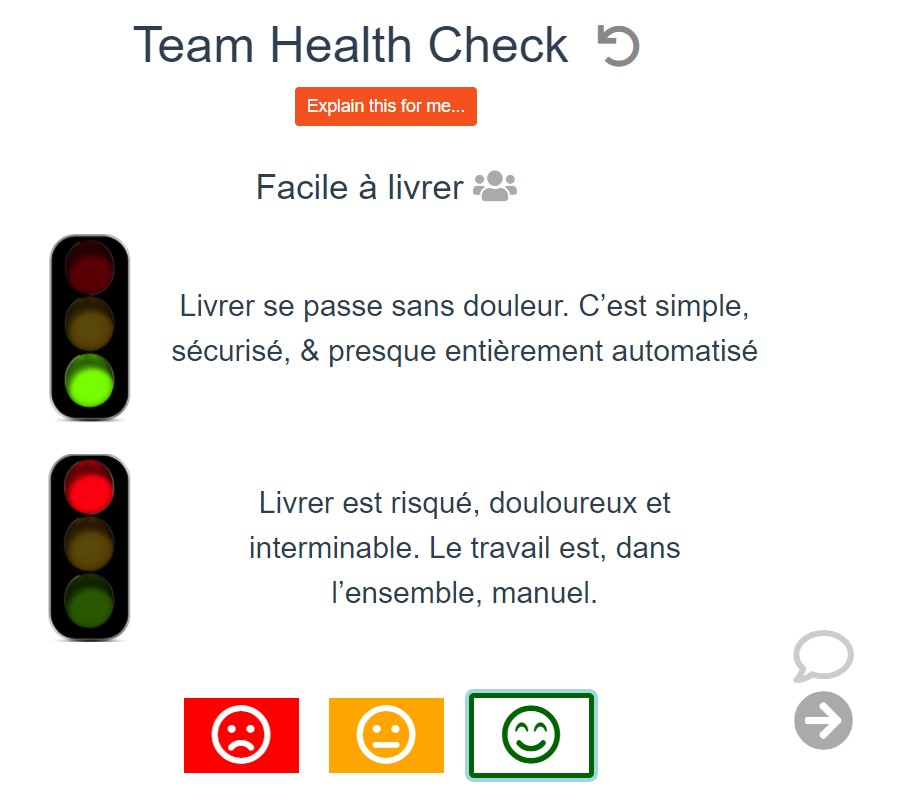 Team Health Check
Explain this for me...
Facile à livrer
Livrer se passe sans douleur. C’est simple,
sécurisé, & presque entièrement automatisé
Livrer est risqué, douloureux et
interminable. Le travail est, dans
l’ensemble, manuel.